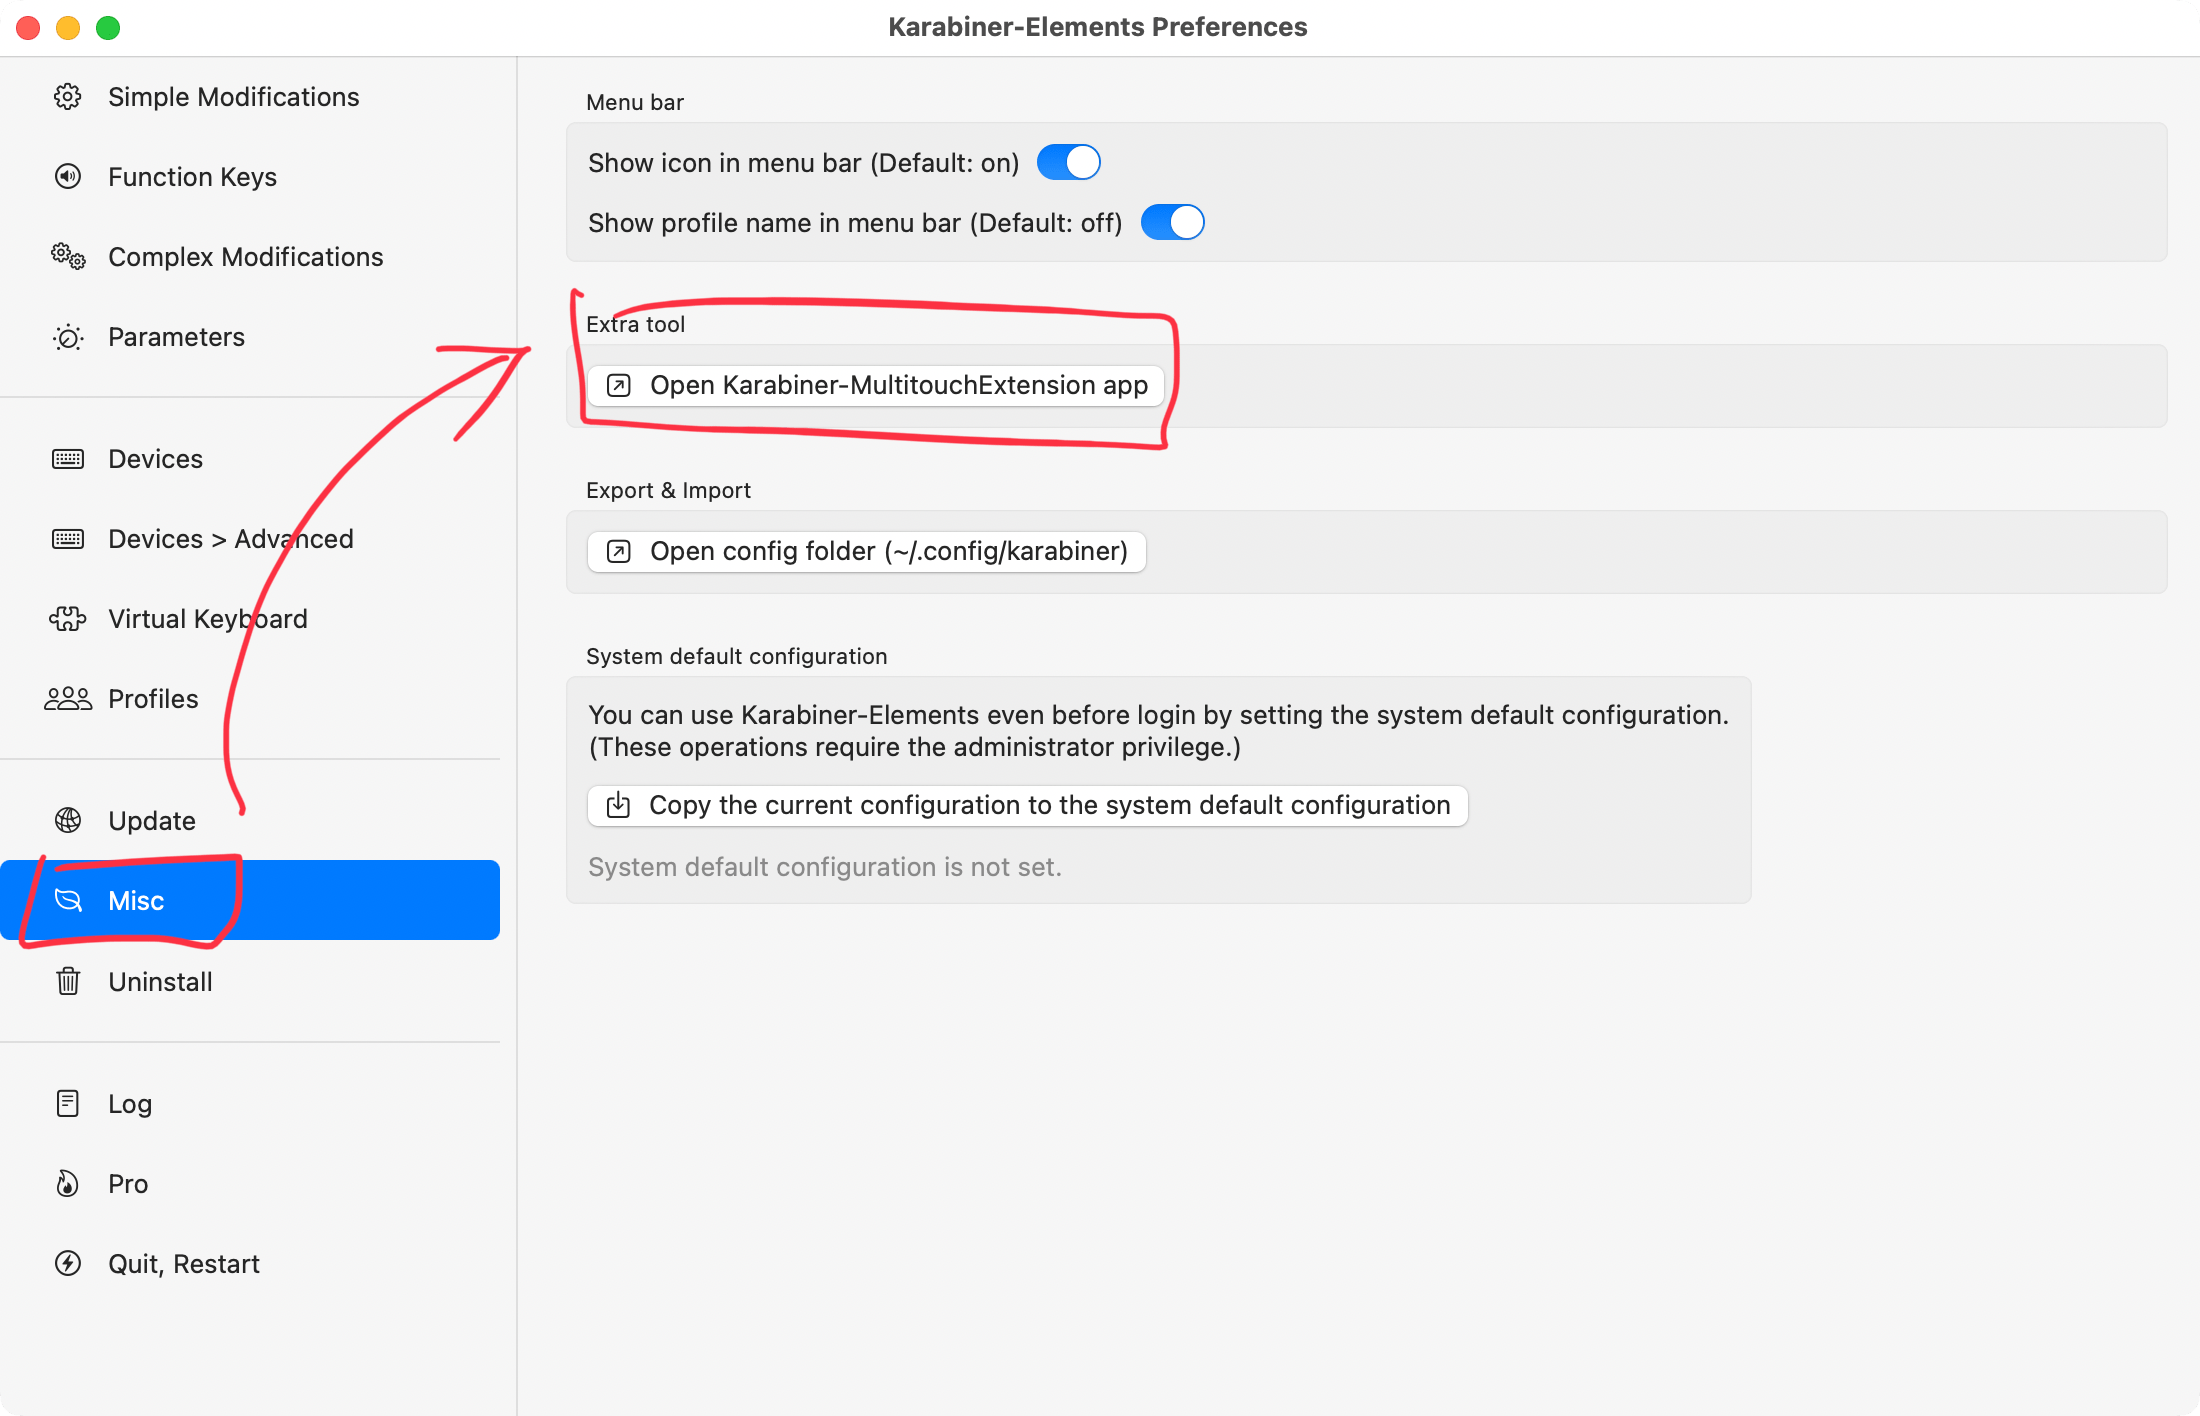 Karabiner-Elements Preferences
Simple Modifications
Function Keys
Complex Modifications
Parameters
Devices
Devices > Advanced
Virtual Keyboard
Profiles
Update
Misc
Uninstall
Log
Pro
Quit, Restart
Menu bar
Show icon in menu bar (Default: on)
Show profile name in menu bar (Default: off)
Extra tool
Open Karabiner-MultitouchExtension app
Export & Import
Open config folder (~/.config/karabiner)
System default configuration
You can use Karabiner-Elements even before login by setting the system default configuration.
(These operations require the administrator privilege.)
Copy the current configuration to the system default configuration
System default configuration is not set.